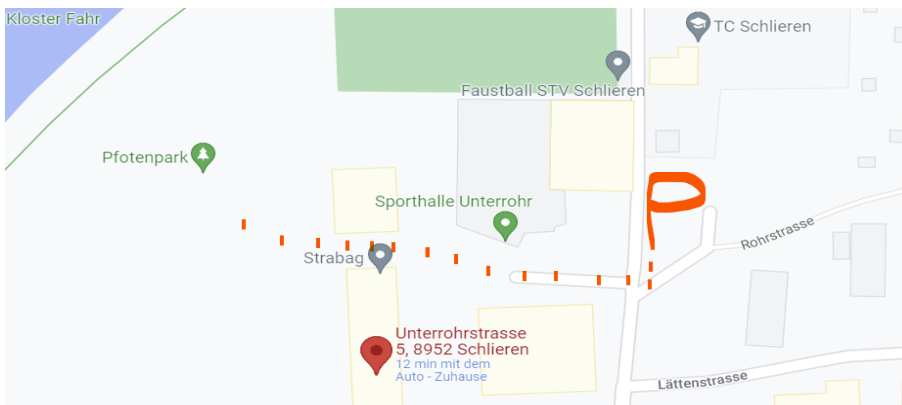 Kloster Fahr
TC Schlieren
Faustball STV Schlieren
Pfotenpark
Sporthalle Unterrohr
P
Rohrstrasse
Strabag
Unterrohrstrasse
5, 8952 Schlieren
12 min mit dem
Auto - Zuhause
Lättenstrasse